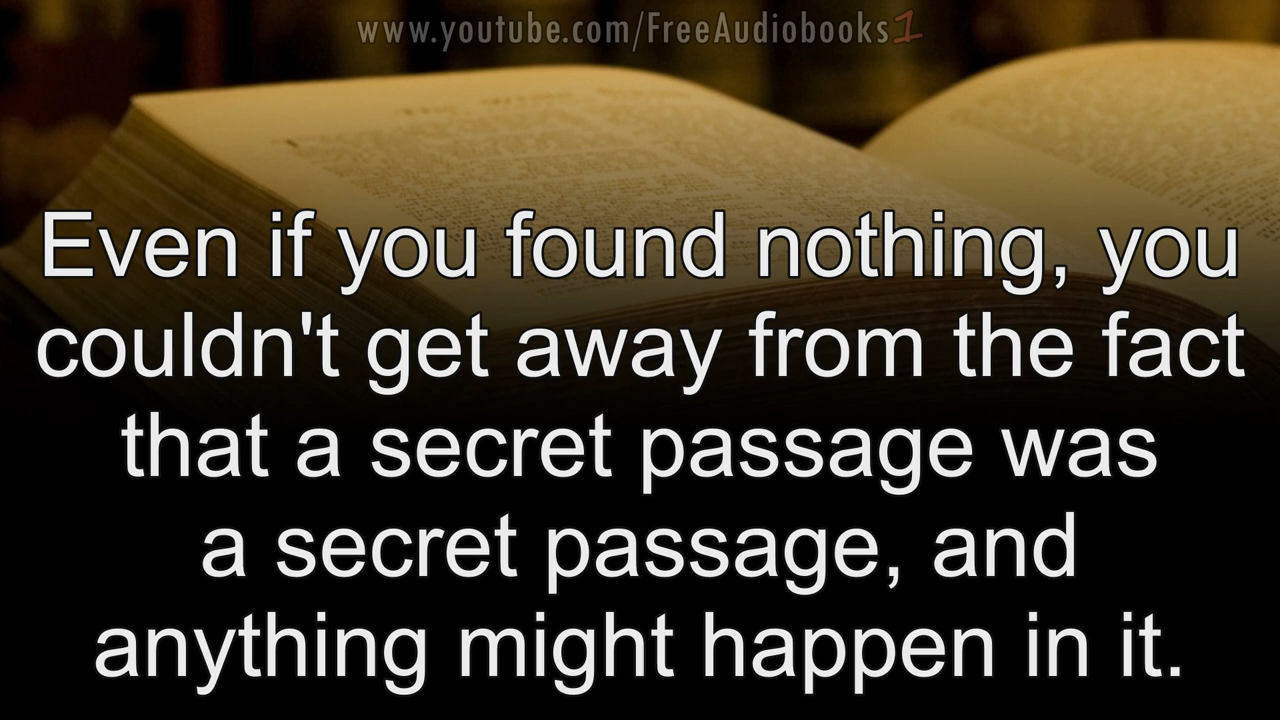 www.youtube.com/FreeAudiobooks1
Even if you found nothing, you
couldn't get away from the fact
that a secret passage was
a secret passage, and
anything might happen in it.